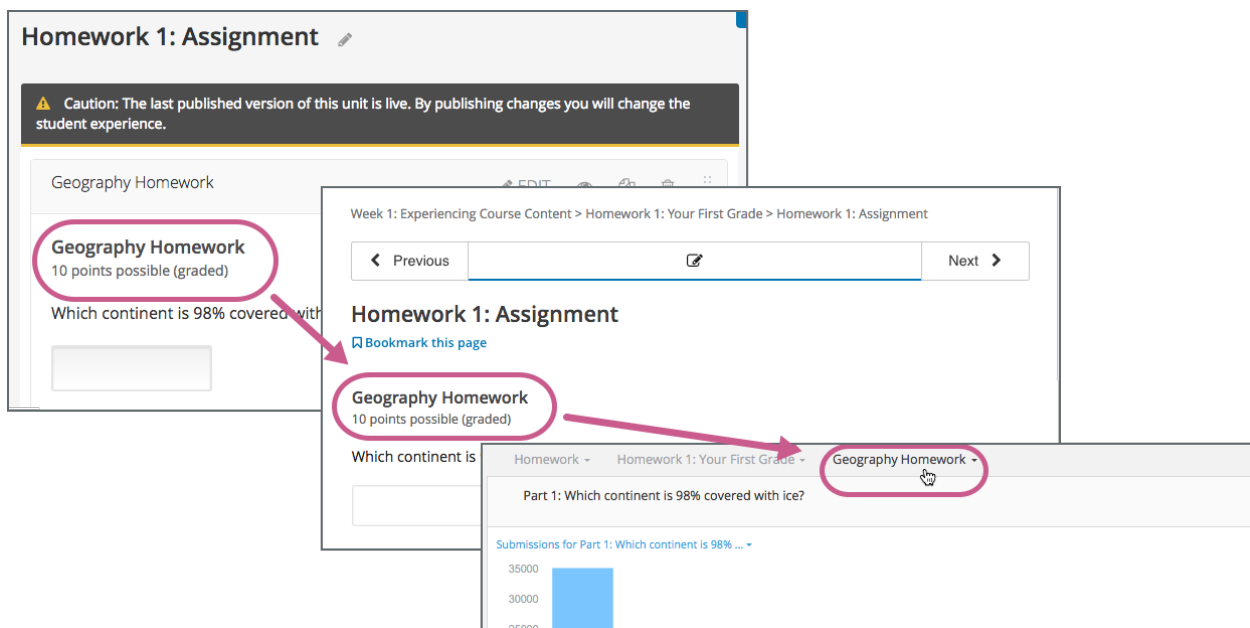 Homework 1: Assignment
Caution: The last published version of this unit is live. By publishing changes you will change the
student experience.
Geography Homework
EDIT
Geography Homework
10 points possible (graded)
Which continent is 98% covered with
Week 1: Experiencing Course Content > Homework 1: Your First Grade > Homework 1: Assignment
Previous
Next
Homework 1: Assignment
Bookmark this page
Geography Homework
10 points possible (graded)
Which continent is
Homework
Homework 1: Your First Grade
Geography Homework
Part 1: Which continent is 98% covered with ice?
Submissions for Part 1: Which continent is 98% ...
35000
30000